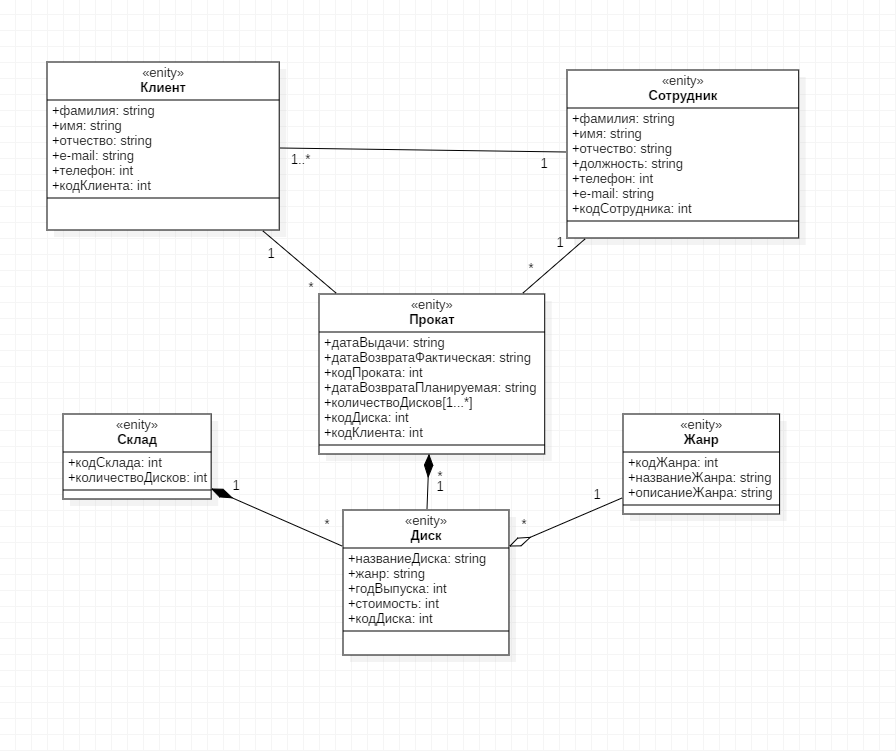 «enity»
Клиент
+фамилия: string
+имя: string
+отчество: string
+e-mail: string
+телефон: int
+кодКлиента: int
«enity»
Сотрудник
+фамилия: string
+имя: string
+отчество: string
+должность: string
+телефон: int
+e-mail: string
+кодСотрудника: int
1..*
1
1
*
1
*
«enity»
Прокат
+датаВыдачи: string
+датаВозвратаФактическая: string
+кодПроката: int
+датаВозвратаПланируемая: string
+количествоДисков[1...*]
+кодДиска: int
+кодКлиента: int
«enity»
Склад
+кодСклада: int
+количествоДисков: int
«enity»
Жанр
+кодЖанра: int
+названиеЖанра: string
+описаниеЖанра: string
*
1
1
*
*
1
«enity»
Диск
+названиеДиска: string
+жанр: string
+годВыпуска: int
+стоимость: int
+кодДиска: int